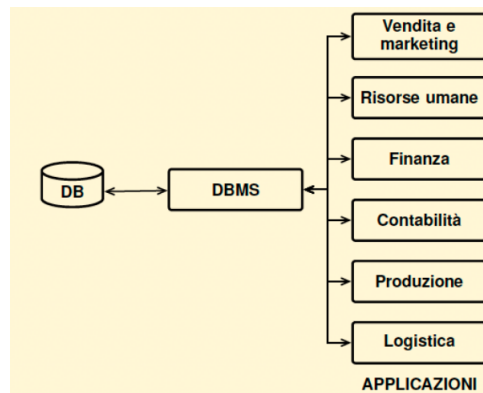 Vendita e
marketing
Risorse umane
Finanza
DB
DBMS
Contabilità
Produzione
Logistica
APPLICAZIONI